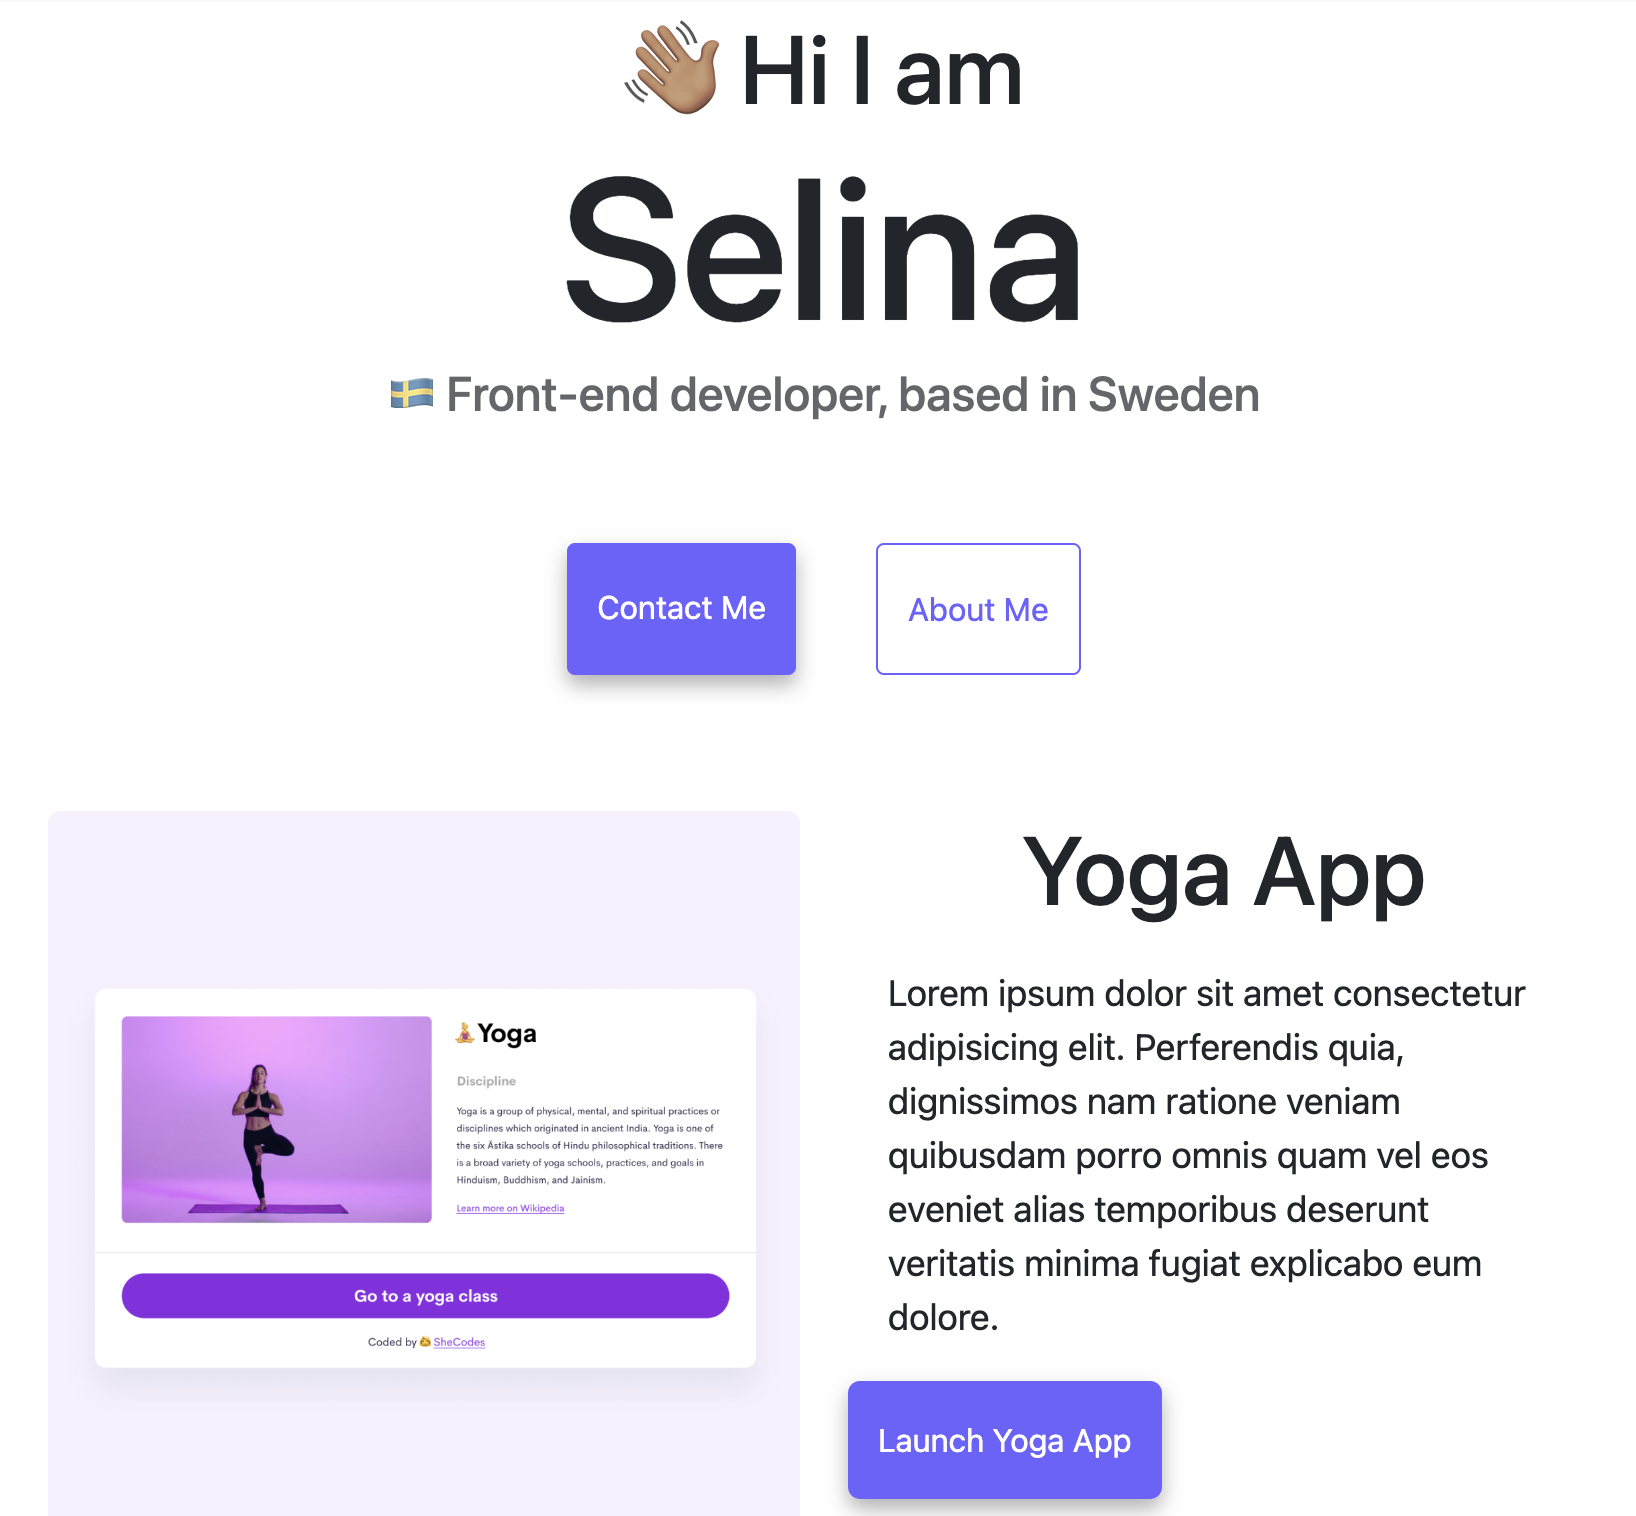 👋🏽 Hi I am
Selina
🇸🇪 Front-end developer, based in Sweden
Contact Me
About Me
🧘Yoga
Discipline
Yoga is a group of physical, mental, and spiritual practices or
disciplines which originated in ancient India. Yoga is one of
the six Āstika schools of Hindu philosophical traditions. There
is a broad variety of yoga schools, practices, and goals in
Hinduism, Buddhism, and Jainism.
Learn more on Wikipedia
Go to a yoga class
Coded by SheCodes
Yoga App
Lorem ipsum dolor sit amet consectetur
adipisicing elit. Perferendis quia,
dignissimos nam ratione veniam
quibusdam porro omnis quam vel eos
eveniet alias temporibus deserunt
veritatis minima fugiat explicabo eum
dolore.
Launch Yoga App